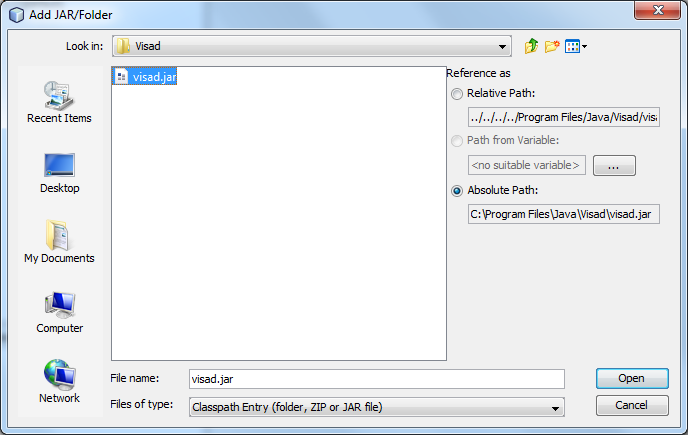 Add JAR/Folder
Look in:
Visad
visad.jar
Recent Items
Desktop
My Documents
Computer
Network
Reference as
Relative Path:
../../../../Program Files/Java/Visad/visa
Path from Variable:
<no suitable variable>
...
Absolute Path:
C:\Program Files\Java\Visad\visad.jar
File name:
visad.jar
Open
Files of type:
Classpath Entry (folder, ZIP or JAR file)
Cancel